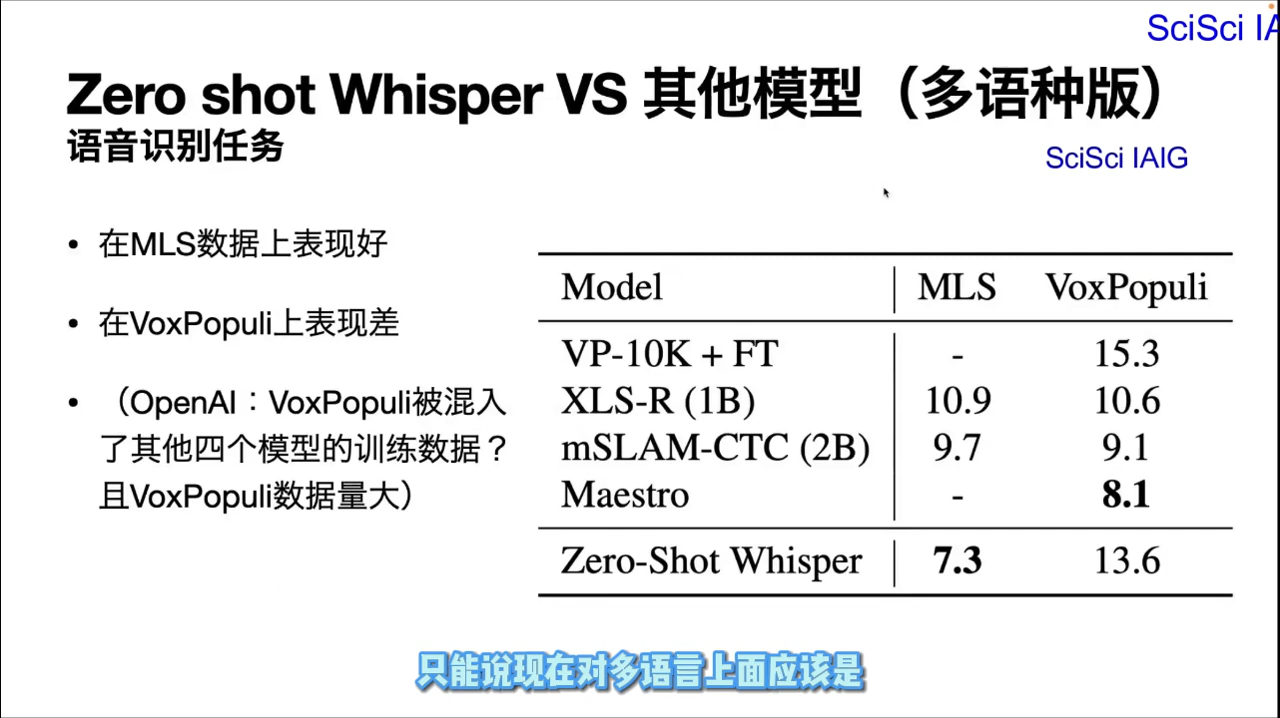 SciSci IA
Zero shot Whisper VS 其他模型（多语种版）
语音识别任务
SciSci IAIG
• 在MLS数据上表现好
• 在VoxPopuli上表现差
• （OpenAI：VoxPopuli被混入
了其他四个模型的训练数据？
且VoxPopuli数据量大）
Model MLS VoxPopuli
VP-10K + FT - 15.3
XLS-R (1B) 10.9 10.6
mSLAM-CTC (2B) 9.7 9.1
Maestro - 8.1
Zero-Shot Whisper 7.3 13.6
只能说现在对多语言上面应该是